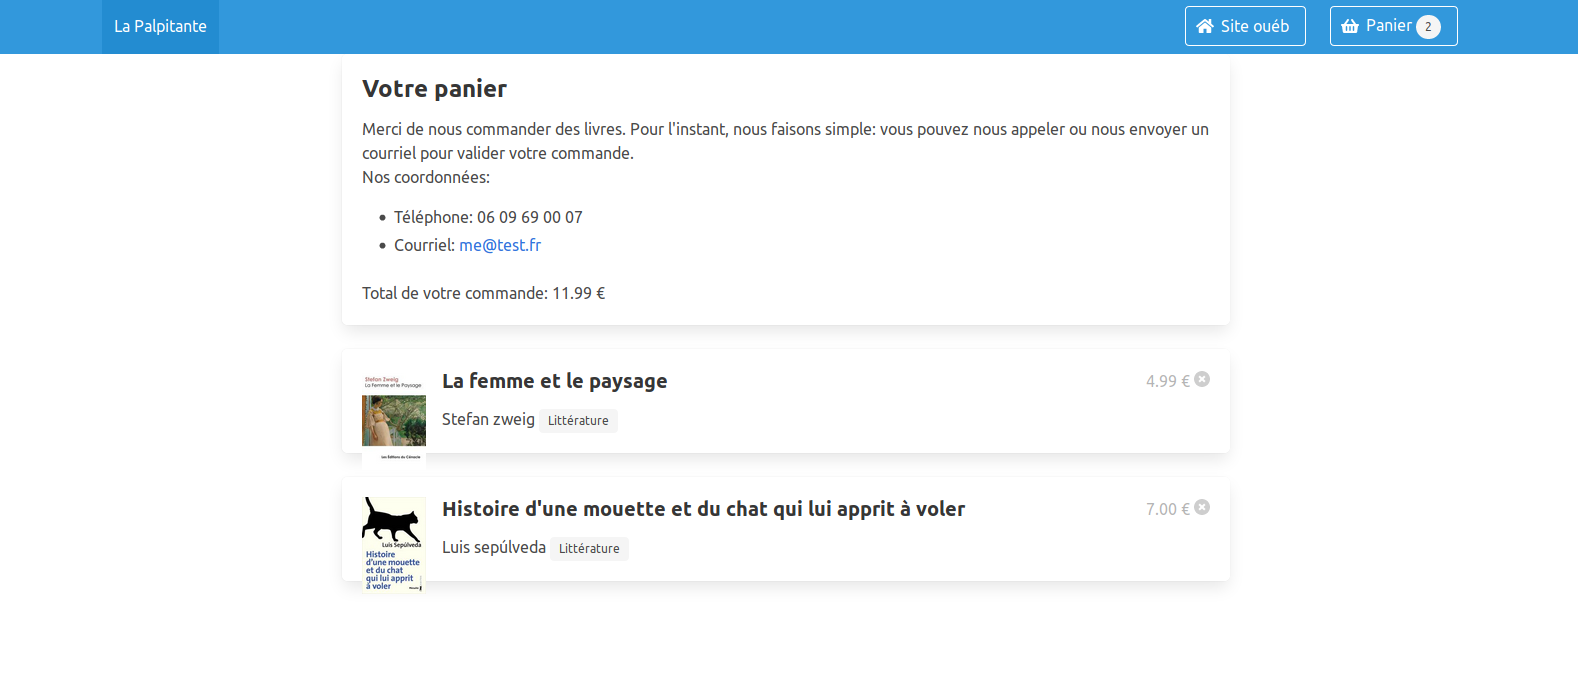 La Palpitante
Site ouéb
Panier 2
Votre panier
Merci de nous commander des livres. Pour l'instant, nous faisons simple: vous pouvez nous appeler ou nous envoyer un
courriel pour valider votre commande.
Nos coordonnées:
Téléphone: 06 09 69 00 07
Courriel: me@test.fr
Total de votre commande: 11.99 €
Stefan Zweig
La Femme et le Paysage
La femme et le paysage
4.99 €
Stefan zweig Littérature
Luis Sepúlveda
Histoire
d'une mouette
et du chat
qui lui apprit
à voler
Histoire d'une mouette et du chat qui lui apprit à voler
7.00 €
Luis sepúlveda Littérature